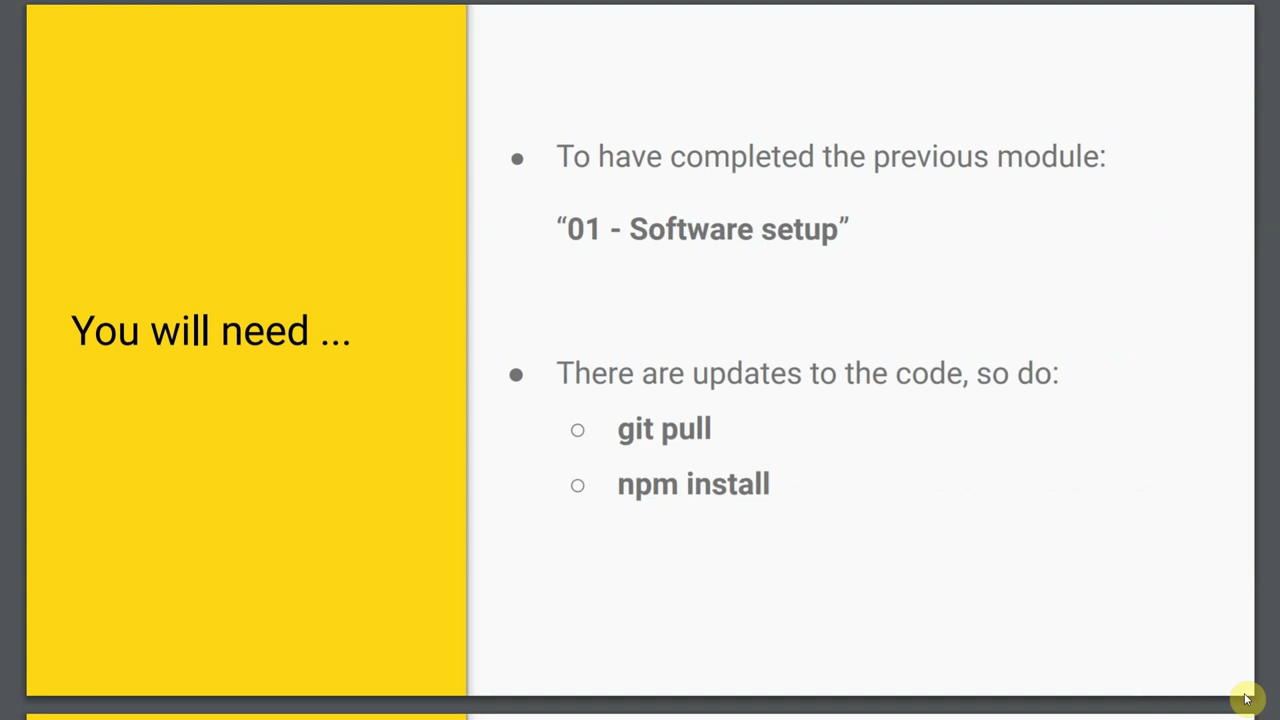 You will need ...
● To have completed the previous module:
“01 - Software setup”
● There are updates to the code, so do:
○ git pull
○ npm install